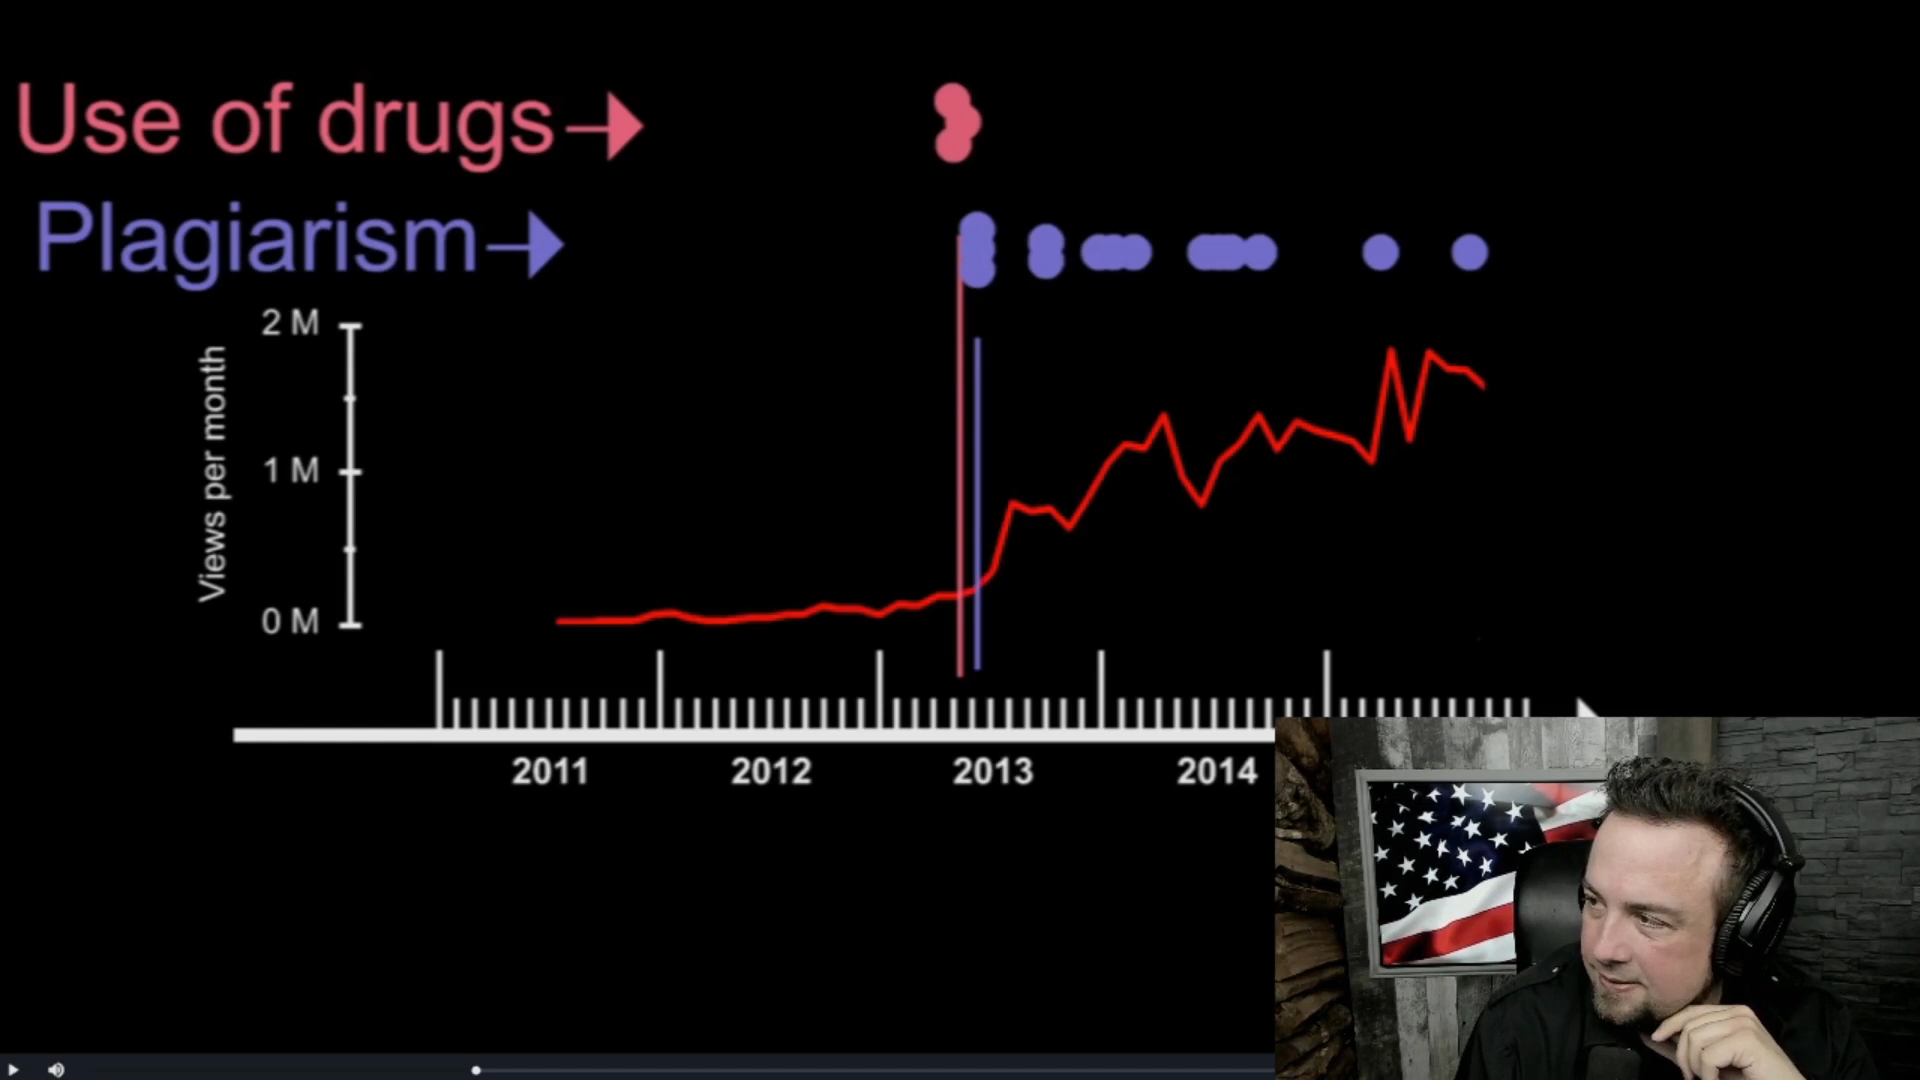 Use of drugs
Plagiarism
Views per month
2 M
1 M
0 M
2011
2012
2013
2014